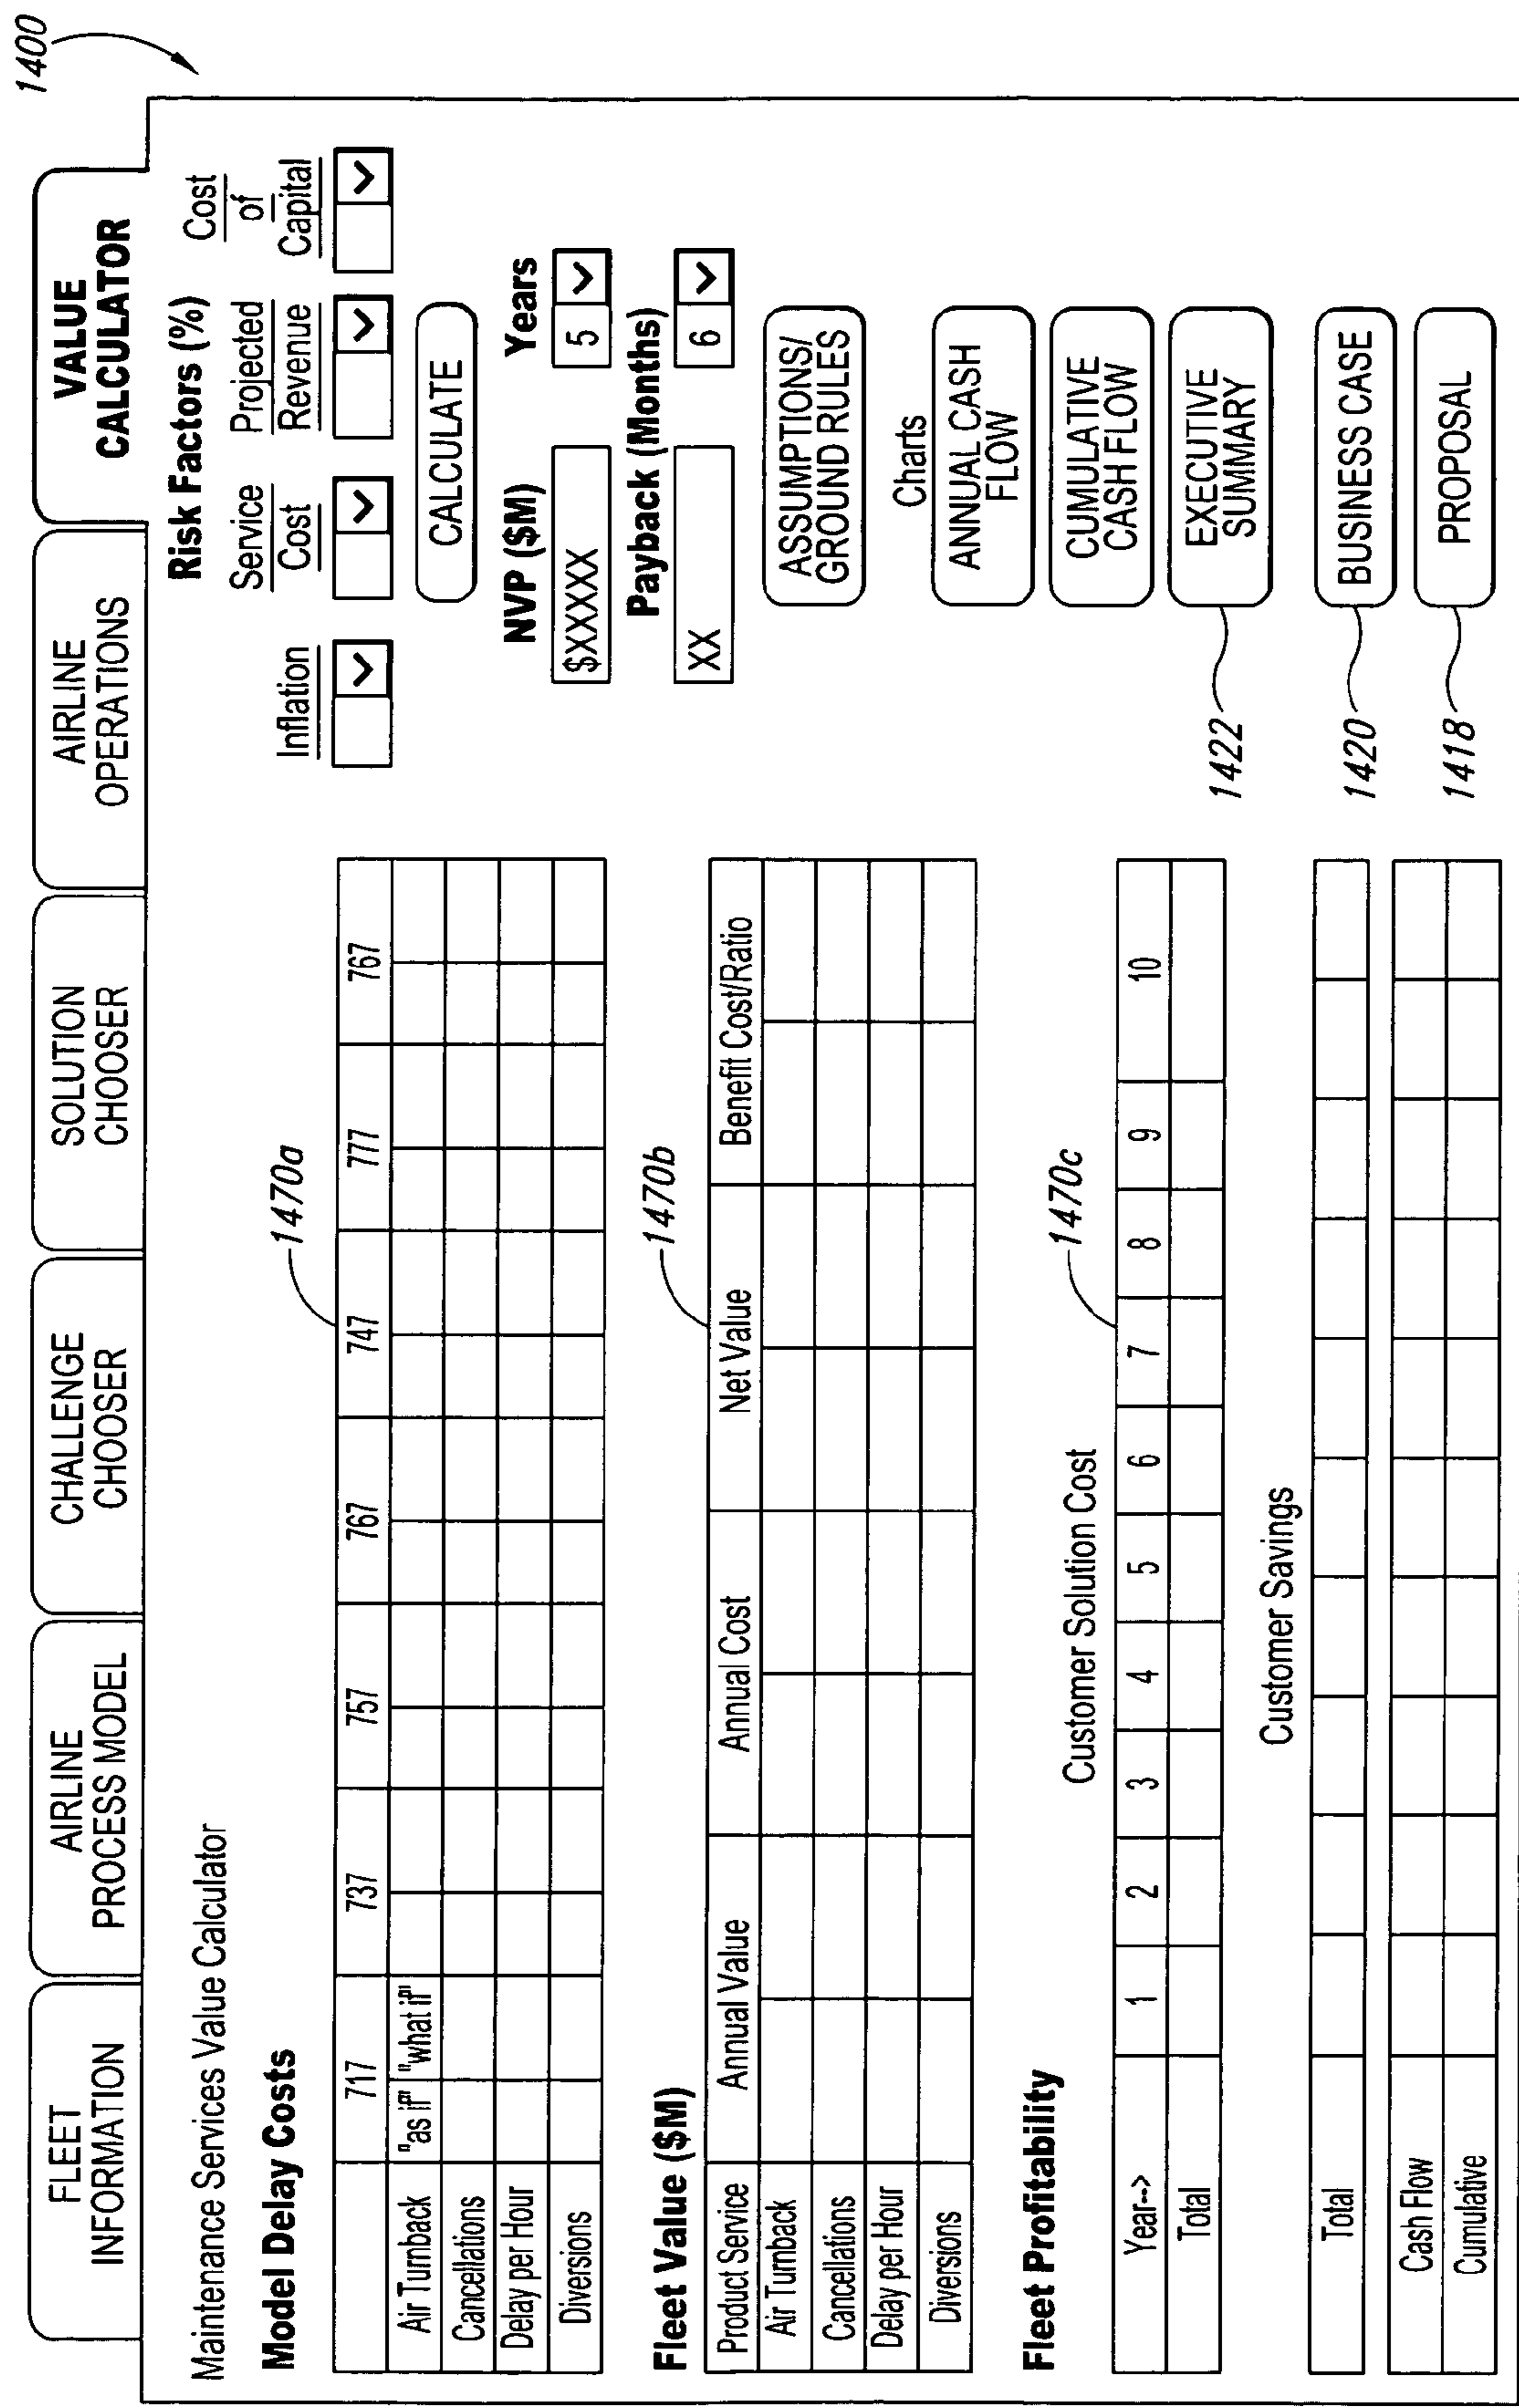 1400
FLEET
INFORMATION
AIRLINE
PROCESS MODEL
CHALLENGE
CHOOSER
SOLUTION
CHOOSER
AIRLINE
OPERATIONS
VALUE
CALCULATOR
Maintenance Services Value Calculator
Model Delay Costs
1470a
717 737 757 767 747 777 767
Air Turnback "as if" "what if"
Cancellations
Delay per Hour
Diversions
Fleet Value ($M)
1470b
Product Service Annual Value Annual Cost Net Value Benefit Cost/Ratio
Air Turnback
Cancellations
Delay per Hour
Diversions
Fleet Profitability
Customer Solution Cost
1470c
Year--> 1 2 3 4 5 6 7 8 9 10
Total
Customer Savings
Total
Cash Flow
Cumulative
Risk Factors (%)
Inflation
Service
Cost
Projected
Revenue
Cost
of
Capital
CALCULATE
NVP ($M) Years
$XXXXX 5
Payback (Months)
XX 6
ASSUMPTIONS/
GROUND RULES
Charts
ANNUAL CASH
FLOW
CUMULATIVE
CASH FLOW
EXECUTIVE
SUMMARY
1422
BUSINESS CASE
1420
PROPOSAL
1418